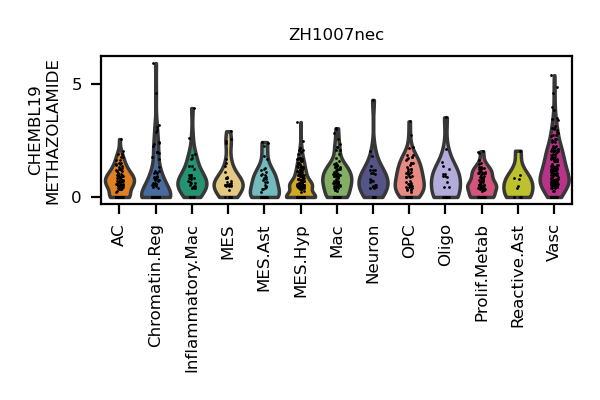 ZH1007nec
CHEMBL19
METHAZOLAMIDE
5
0
AC
Chromatin.Reg
Inflammatory.Mac
MES
MES.Ast
MES.Hyp
Mac
Neuron
OPC
Oligo
Prolif.Metab
Reactive.Ast
Vasc